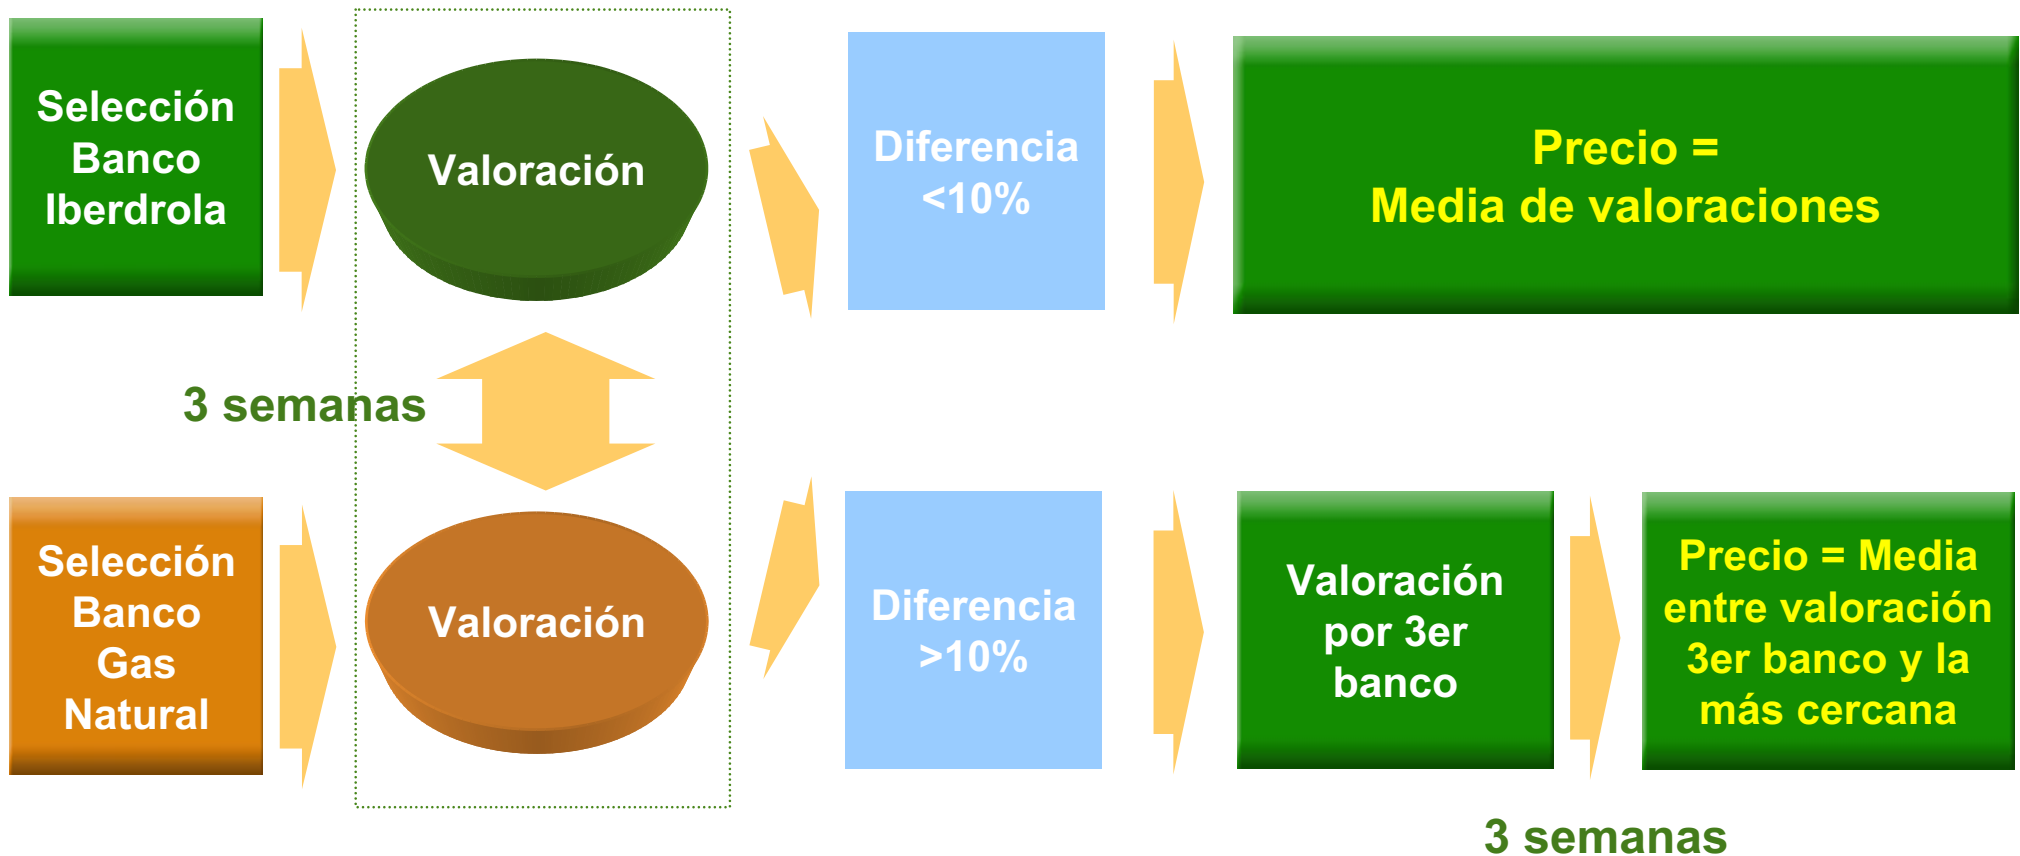 Selección
Banco
Iberdrola
Valoración
Diferencia
<10%
Precio =
Media de valoraciones
3 semanas
Selección
Banco
Gas
Natural
Valoración
Diferencia
>10%
Valoración
por 3er
banco
Precio = Media
entre valoración
3er banco y la
más cercana
3 semanas